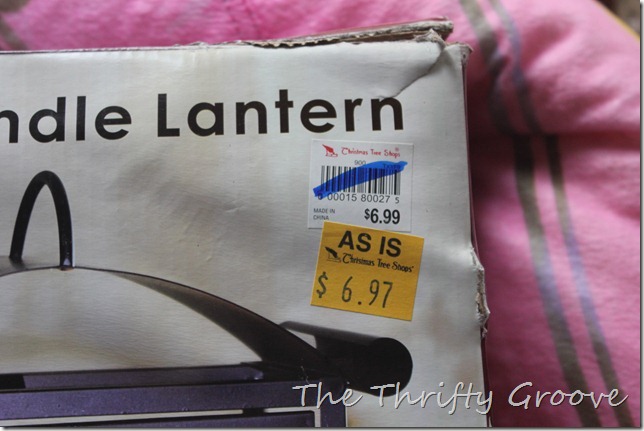 ndle Lantern
Christmas Tree Shops®
900
00015 80027 5
MADE IN
CHINA
$6.99
AS IS
Christmas Tree Shops®
$ 6.97
The Thrifty Groove